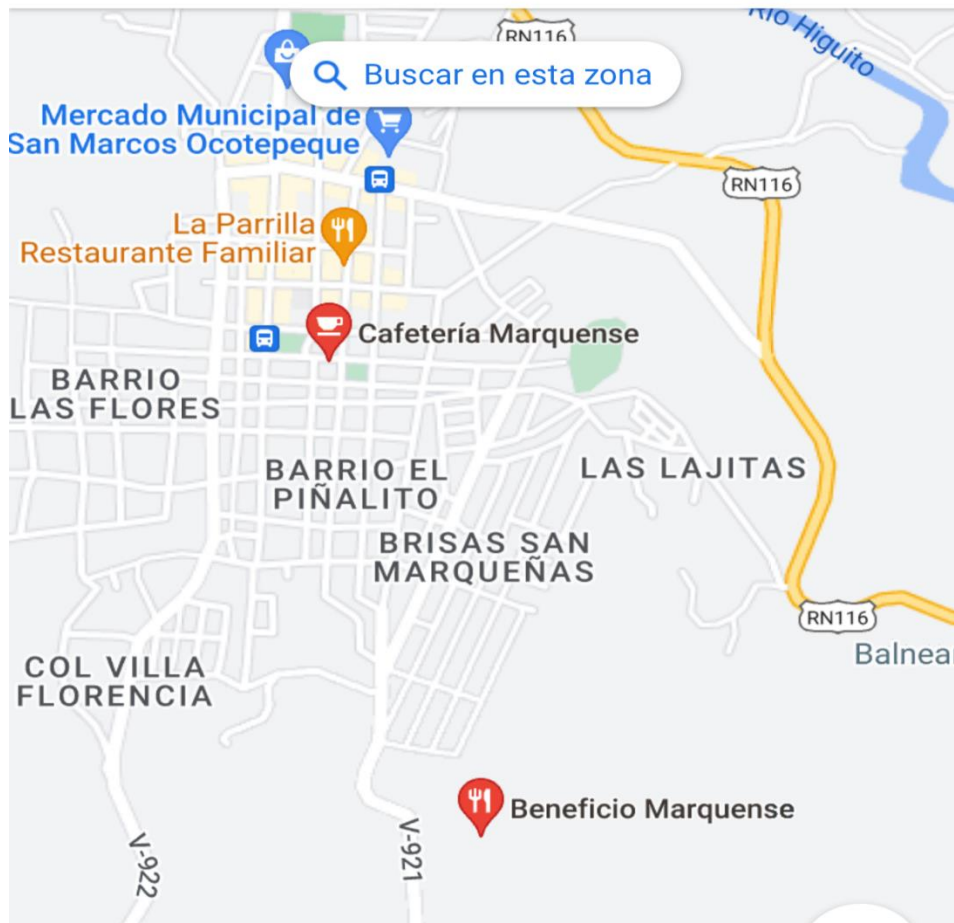 RN116
Río Higuito
Buscar en esta zona
Mercado Municipal de
San Marcos Ocotepeque
RN116
La Parrilla
Restaurante Familiar
Cafetería Marquense
BARRIO
LAS FLORES
BARRIO EL
PIÑALITO
LAS LAJITAS
BRISAS SAN
MARQUEÑAS
RN116
Balnear
COL VILLA
FLORENCIA
Beneficio Marquense
V-922
V-921